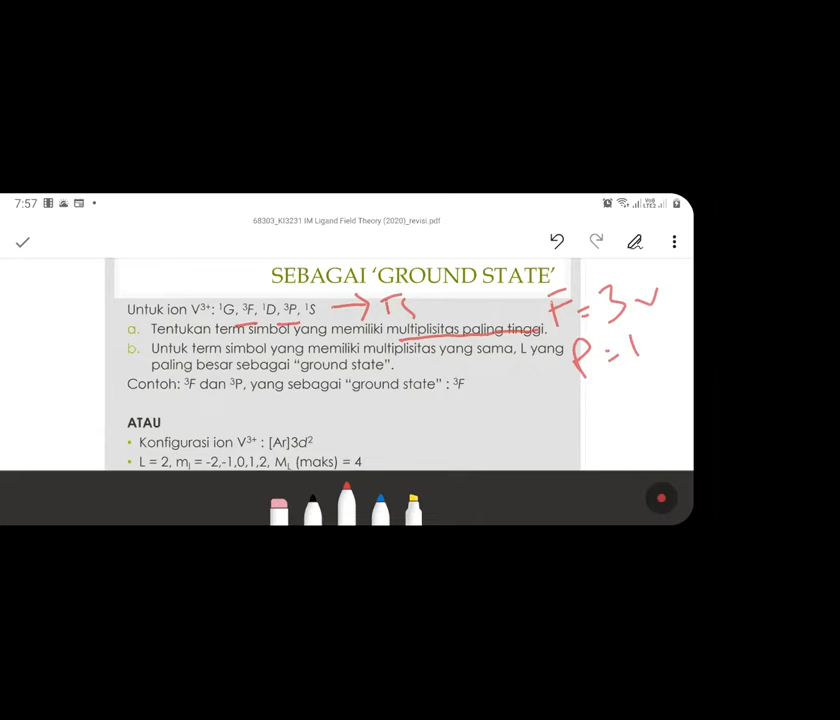 7:57
68303_KI3231 IM Ligand Field Theory (2020)_revisi.pdf
VoB
LTE2
SEBAGAI ‘GROUND STATE’
Untuk ion V³⁺: ¹G, ³F, ¹D, ³P, ¹S → TS
F = 3 ✓
a. Tentukan term simbol yang memiliki multiplisitas paling tinggi.
b. Untuk term simbol yang memiliki multiplisitas yang sama, L yang
P = 1
paling besar sebagai “ground state”.
Contoh: ³F dan ³P, yang sebagai “ground state” : ³F
ATAU
• Konfigurasi ion V³⁺ : [Ar]3d²
• L = 2, mₗ = -2,-1,0,1,2, M_L (maks) = 4